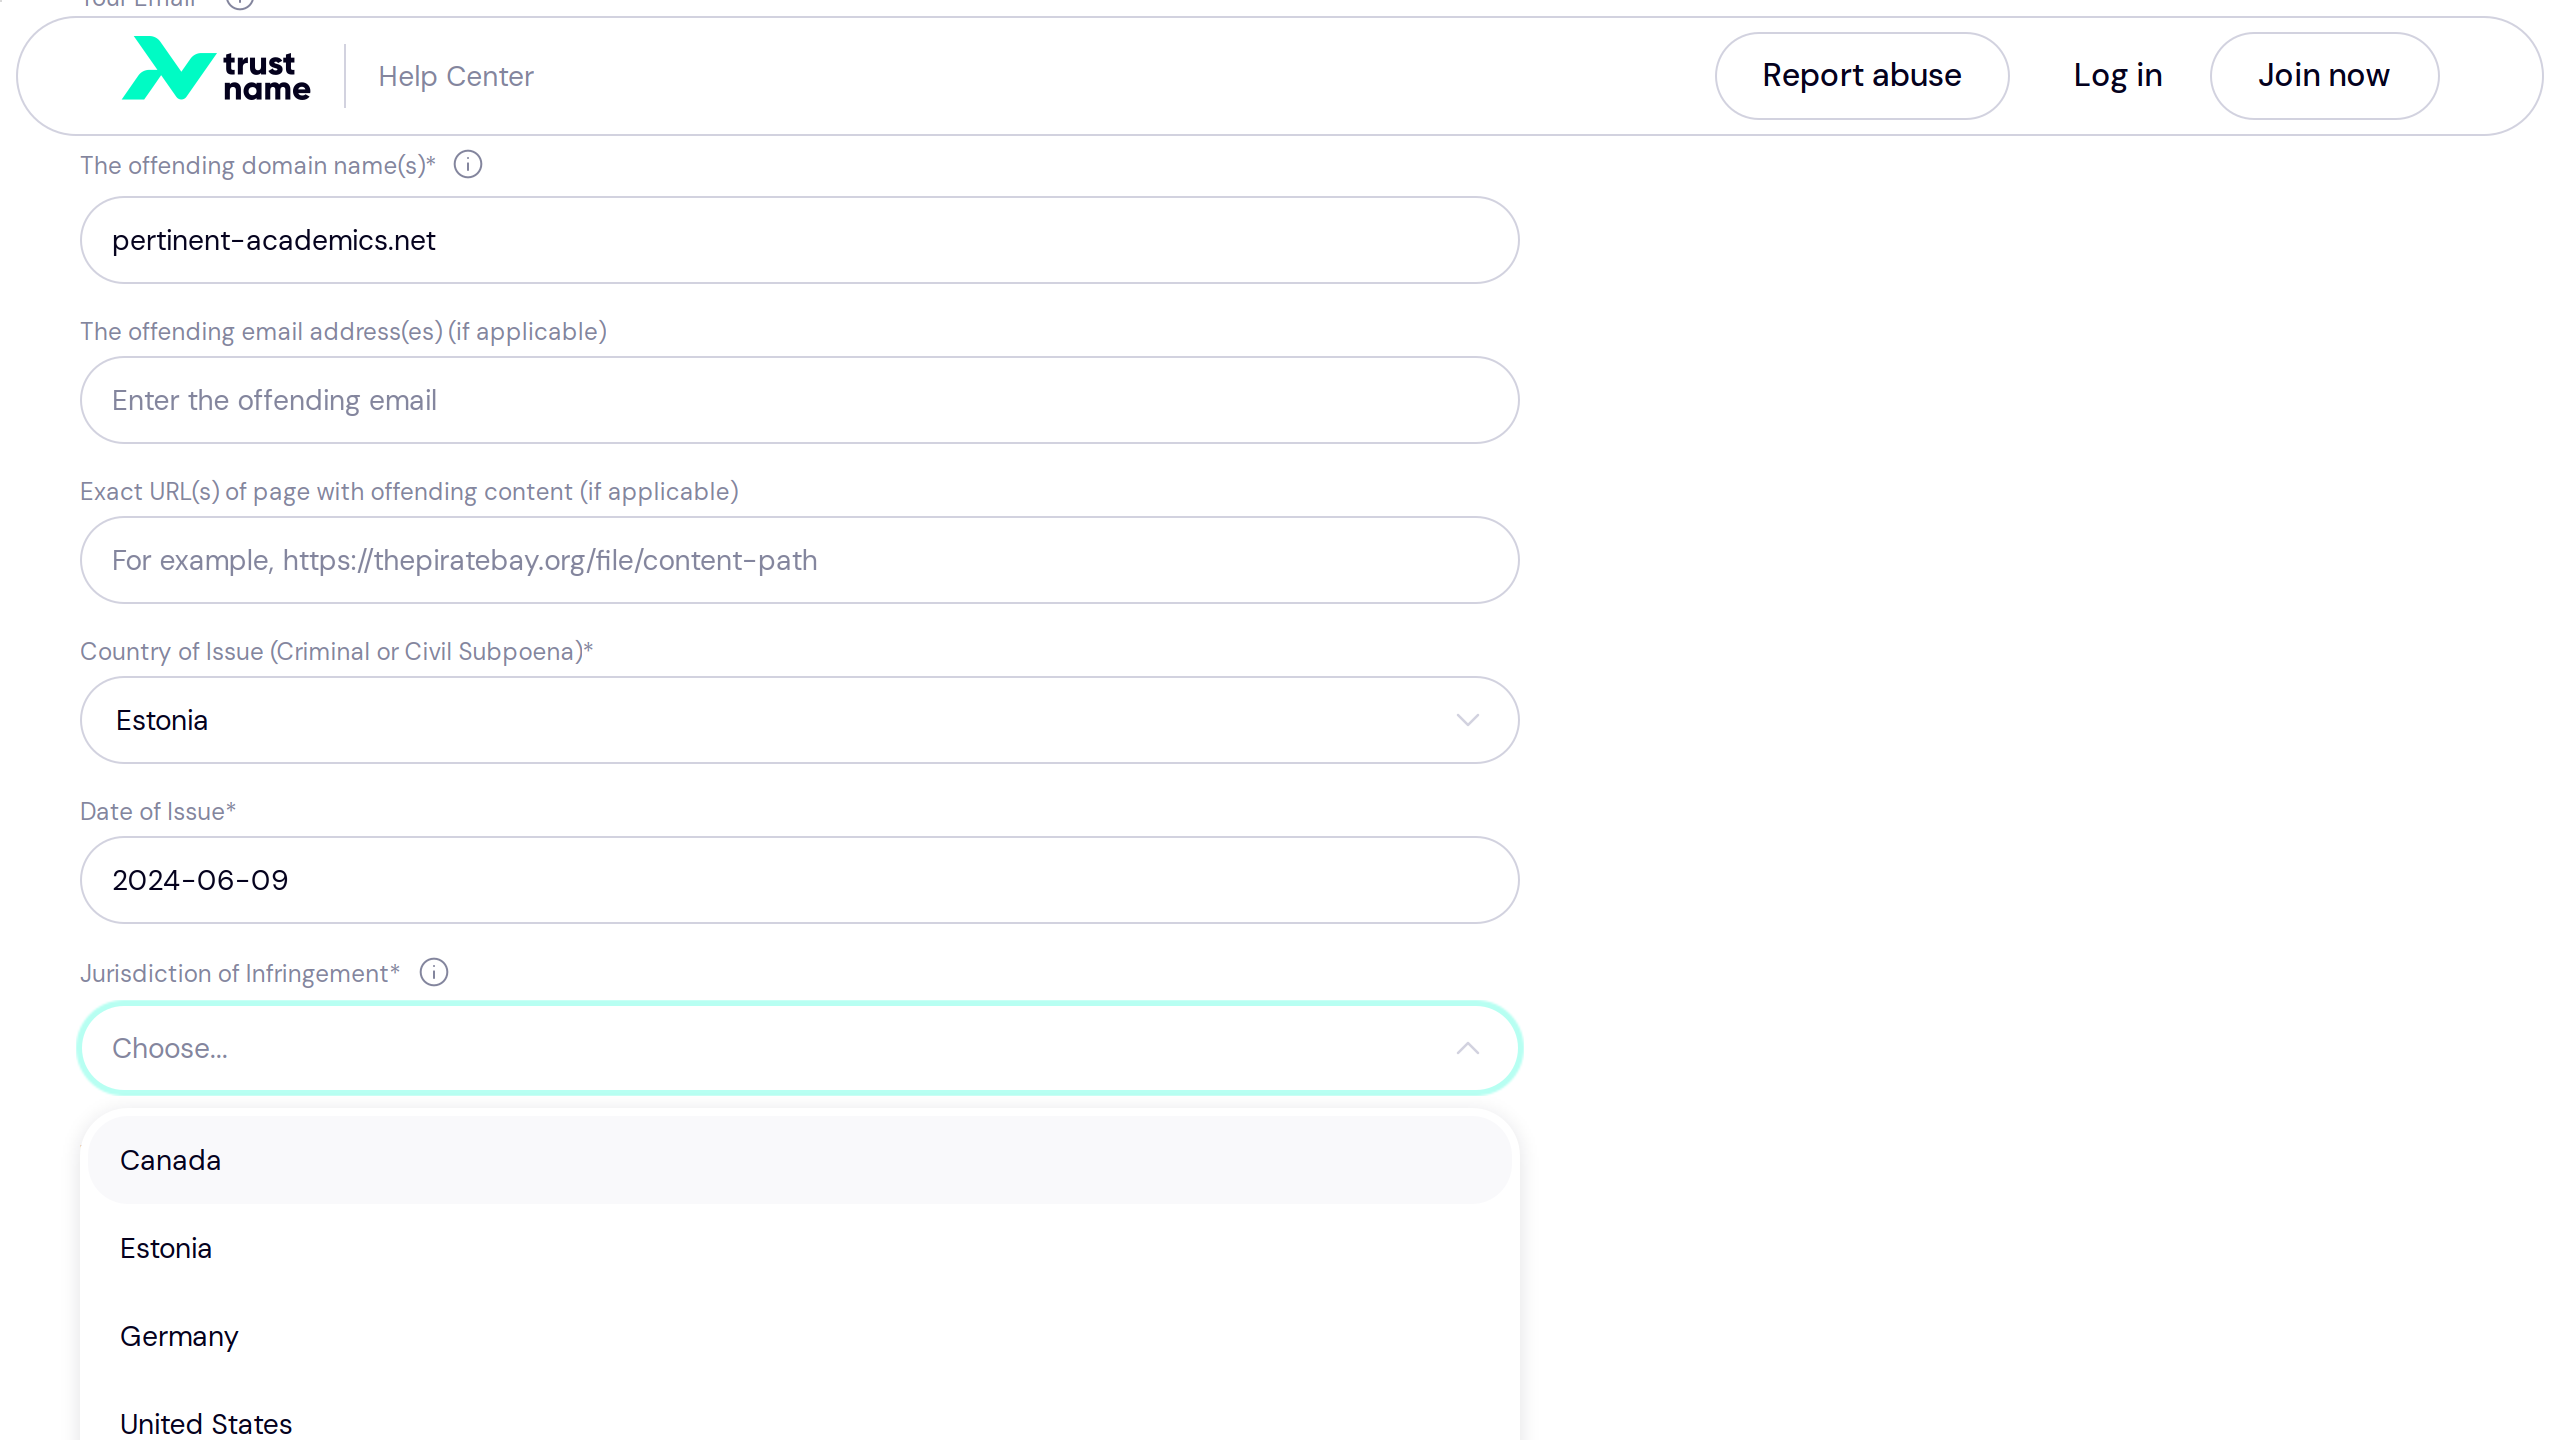 Your Email
trust
name
Help Center
Report abuse
Log in
Join now
The offending domain name(s)*
pertinent-academics.net
The offending email address(es) (if applicable)
Enter the offending email
Exact URL(s) of page with offending content (if applicable)
For example, https://thepiratebay.org/file/content-path
Country of Issue (Criminal or Civil Subpoena)*
Estonia
Date of Issue*
2024-06-09
Jurisdiction of Infringement*
Choose...
Canada
Estonia
Germany
United States